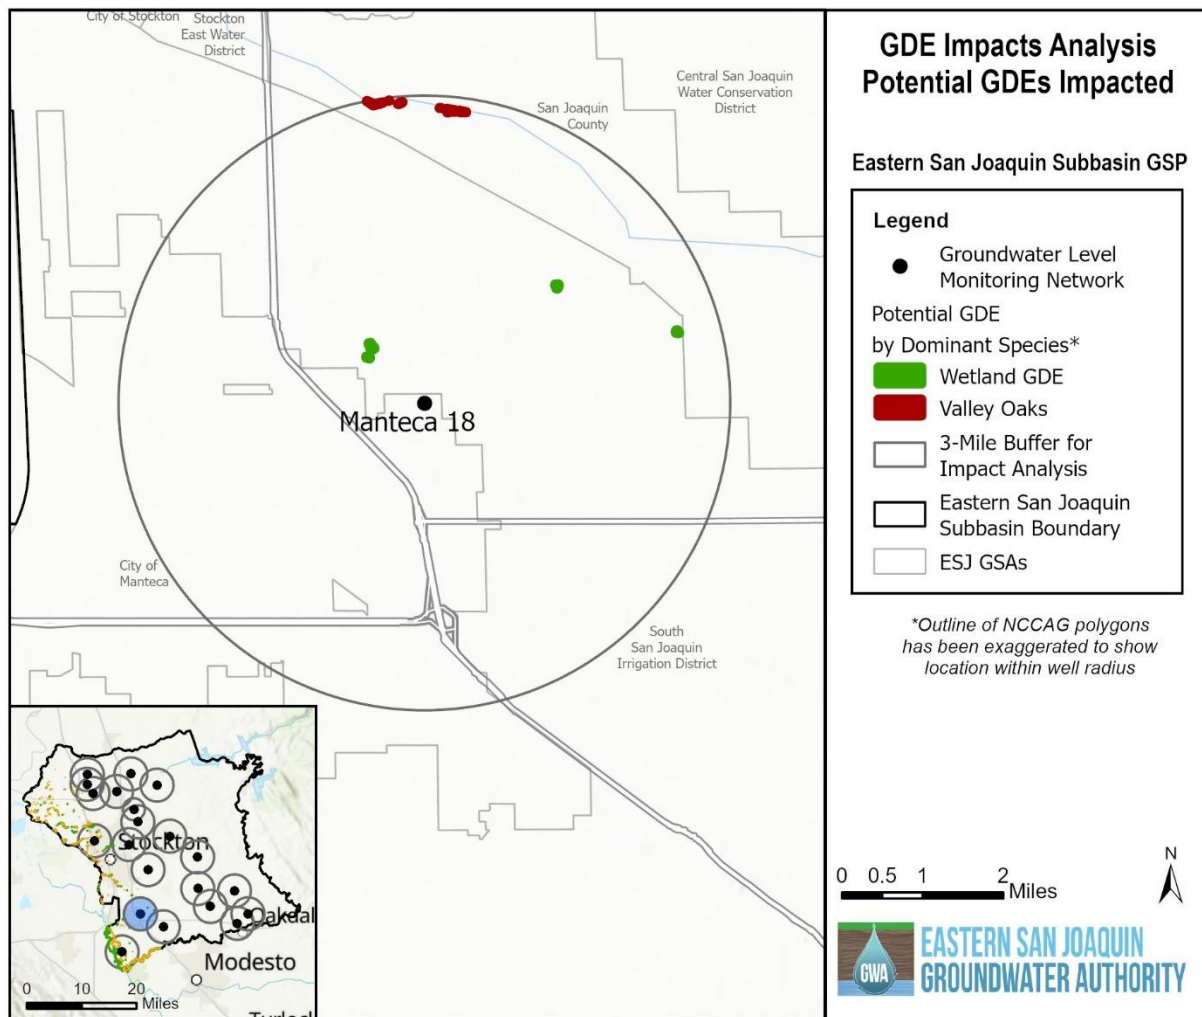 City of Stockton
Stockton
East Water
District
Central San Joaquin
Water Conservation
District
San Joaquin
County
Manteca 18
City of
Manteca
South
San Joaquin
Irrigation District
Stockton
Oakdal
Modesto
0 10 20
Miles
GDE Impacts Analysis
Potential GDEs Impacted
Eastern San Joaquin Subbasin GSP
Legend
Groundwater Level
Monitoring Network
Potential GDE
by Dominant Species*
Wetland GDE
Valley Oaks
3-Mile Buffer for
Impact Analysis
Eastern San Joaquin
Subbasin Boundary
ESJ GSAs
*Outline of NCCAG polygons
has been exaggerated to show
location within well radius
0 0.5 1 2
Miles
N
GWA
EASTERN SAN JOAQUIN
GROUNDWATER AUTHORITY